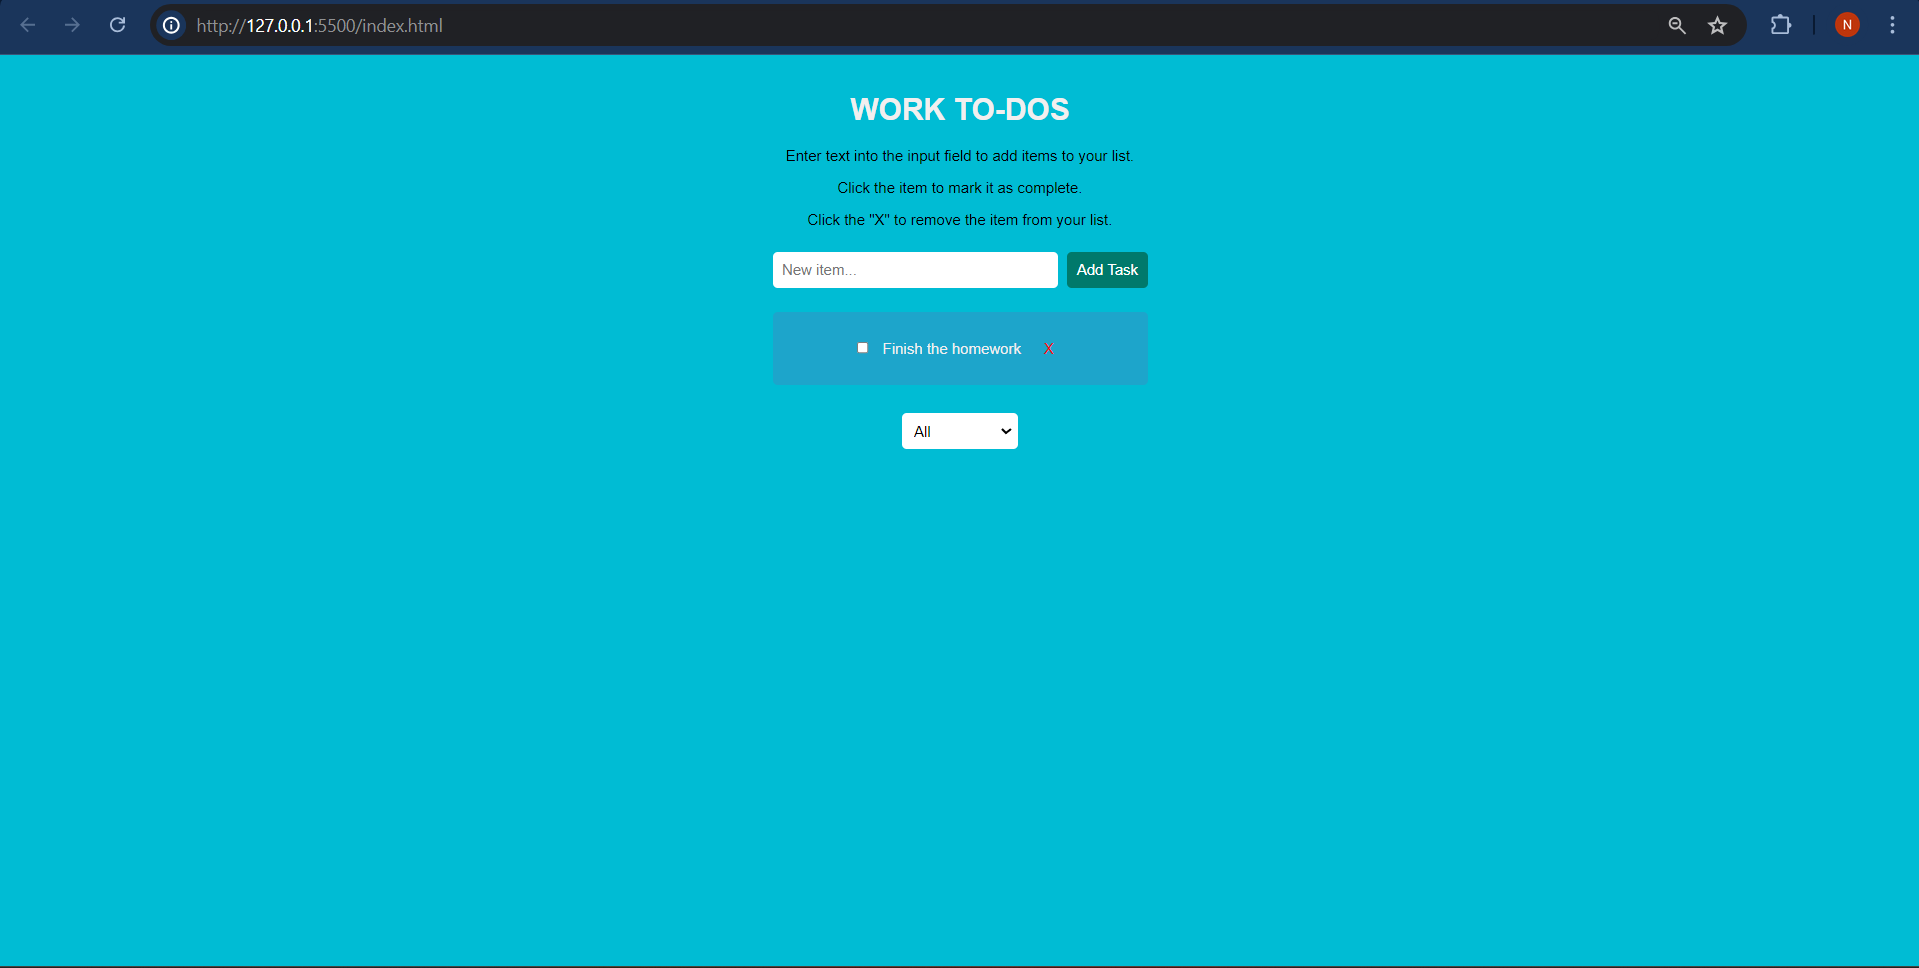 http://127.0.0.1:5500/index.html
N
WORK TO-DOS
Enter text into the input field to add items to your list.
Click the item to mark it as complete.
Click the "X" to remove the item from your list.
New item... Add Task
Finish the homework X
All